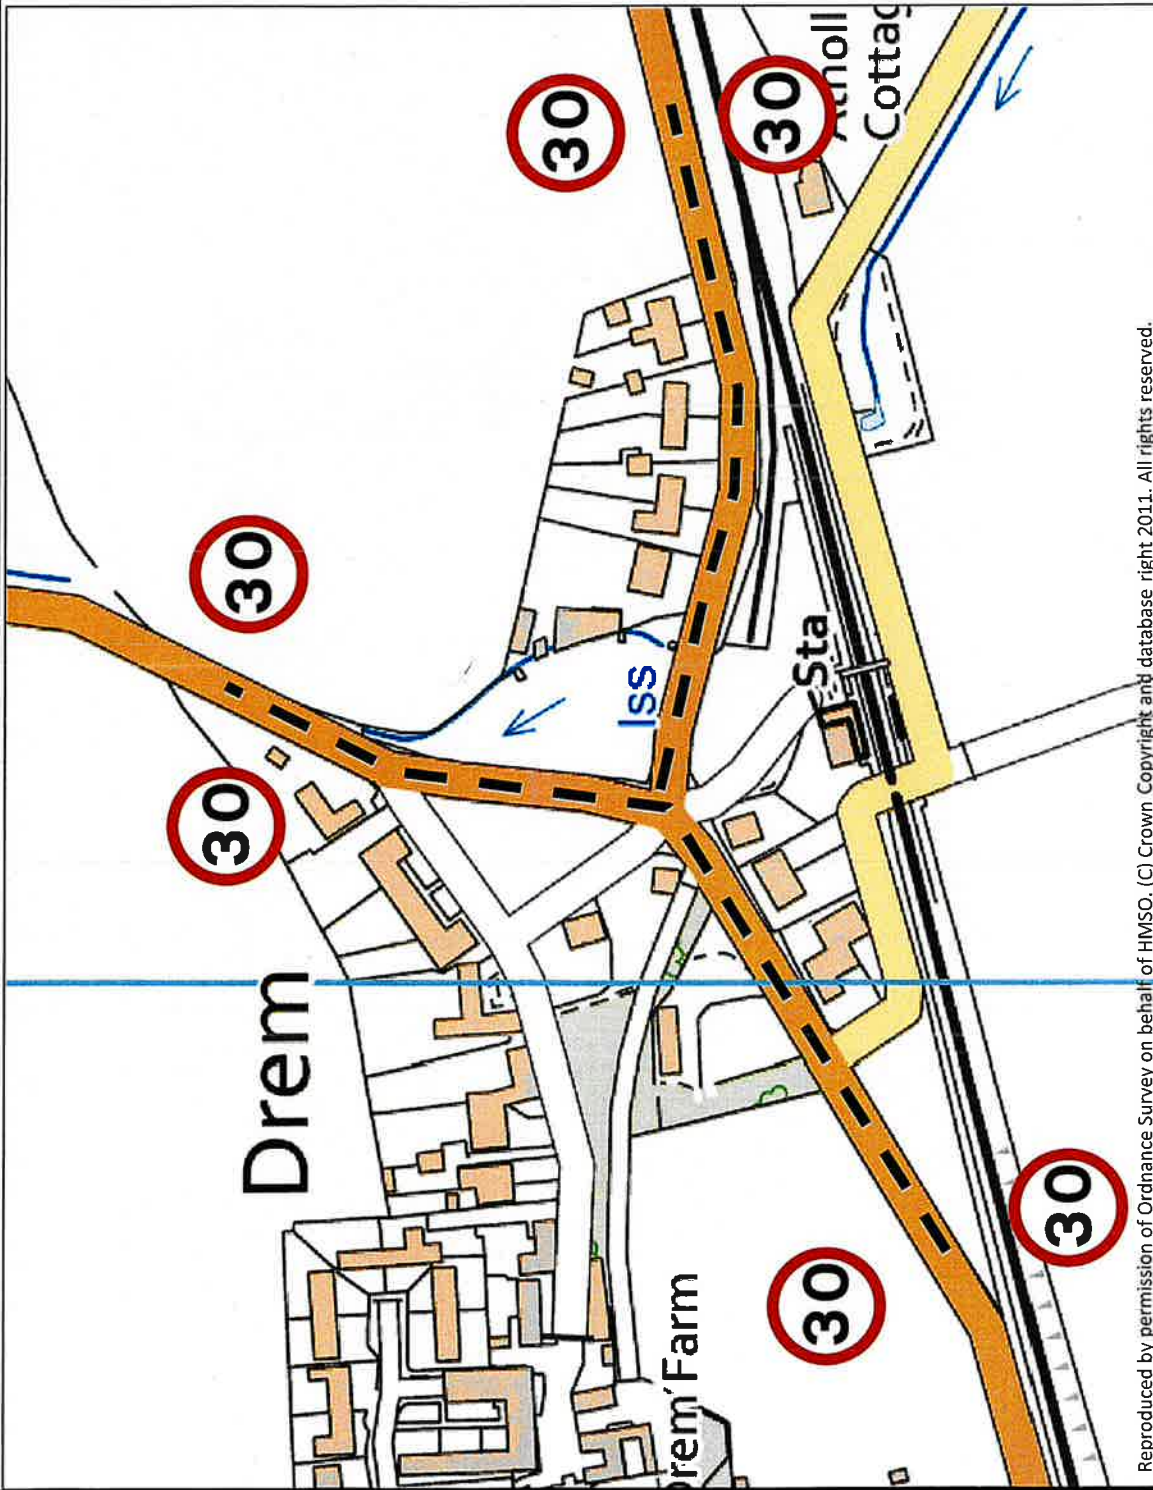 30
30
Atholl
Cottag
30
30
Iss
Sta
Drem
30
30
Drem Farm
Reproduced by permission of Ordnance Survey on behalf of HMSO. (C) Crown Copyright and database right 2011. All rights reserved.